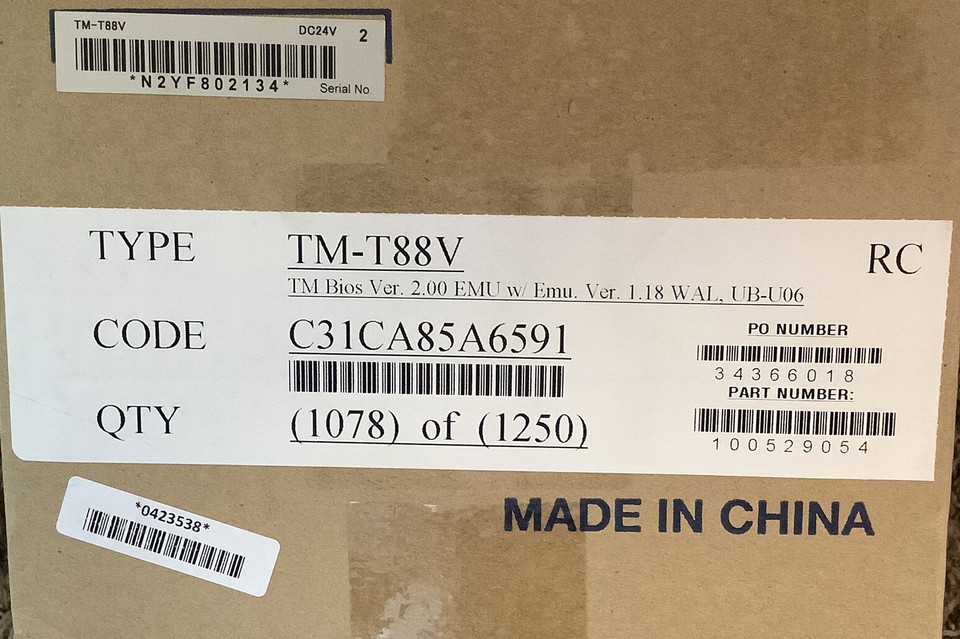 TM-T88V DC24V 2
*N2YF802134* Serial No.
TYPE TM-T88V RC
TM Bios Ver. 2.00 EMU w/ Emu. Ver. 1.18 WAL, UB-U06
CODE C31CA85A6591
PO NUMBER
34366018
PART NUMBER:
100529054
QTY (1078) of (1250)
*0423538*
MADE IN CHINA